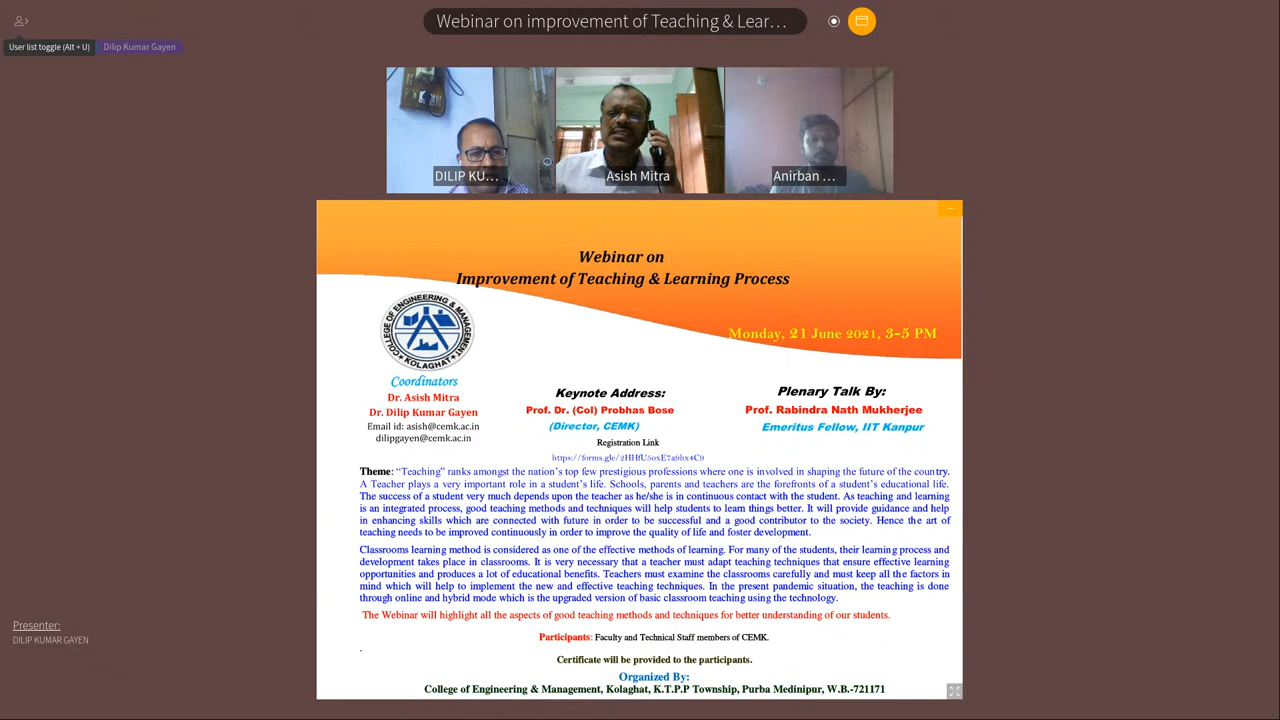 Webinar on improvement of Teaching & Lear...
User list toggle (Alt + U)
Dilip Kumar Gayen
DILIP KU...
Asish Mitra
Anirban ...
Webinar on
Improvement of Teaching & Learning Process
Monday, 21 June 2021, 3-5 PM
COLLEGE OF ENGINEERING & MANAGEMENT
KOLAGHAT
Coordinators
Dr. Asish Mitra
Dr. Dilip Kumar Gayen
Email id: asish@cemk.ac.in
dilipgayen@cemk.ac.in
Keynote Address:
Prof. Dr. (Col) Probhas Bose
(Director, CEMK)
Registration Link
https://forms.gle/2HHfU5oxE7a9hx4C9
Plenary Talk By:
Prof. Rabindra Nath Mukherjee
Emeritus Fellow, IIT Kanpur
Theme: “Teaching” ranks amongst the nation’s top few prestigious professions where one is involved in shaping the future of the country.
A Teacher plays a very important role in a student’s life. Schools, parents and teachers are the forefronts of a student’s educational life.
The success of a student very much depends upon the teacher as he/she is in continuous contact with the student. As teaching and learning
is an integrated process, good teaching methods and techniques will help students to learn things better. It will provide guidance and help
in enhancing skills which are connected with future in order to be successful and a good contributor to the society. Hence the art of
teaching needs to be improved continuously in order to improve the quality of life and foster development.
Classrooms learning method is considered as one of the effective methods of learning. For many of the students, their learning process and
development takes place in classrooms. It is very necessary that a teacher must adapt teaching techniques that ensure effective learning
opportunities and produces a lot of educational benefits. Teachers must examine the classrooms carefully and must keep all the factors in
mind which will help to implement the new and effective teaching techniques. In the present pandemic situation, the teaching is done
through online and hybrid mode which is the upgraded version of basic classroom teaching using the technology.
The Webinar will highlight all the aspects of good teaching methods and techniques for better understanding of our students.
Participants: Faculty and Technical Staff members of CEMK.
Certificate will be provided to the participants.
Organized By:
College of Engineering & Management, Kolaghat, K.T.P.P Township, Purba Medinipur, W.B.-721171
Presenter:
DILIP KUMAR GAYEN